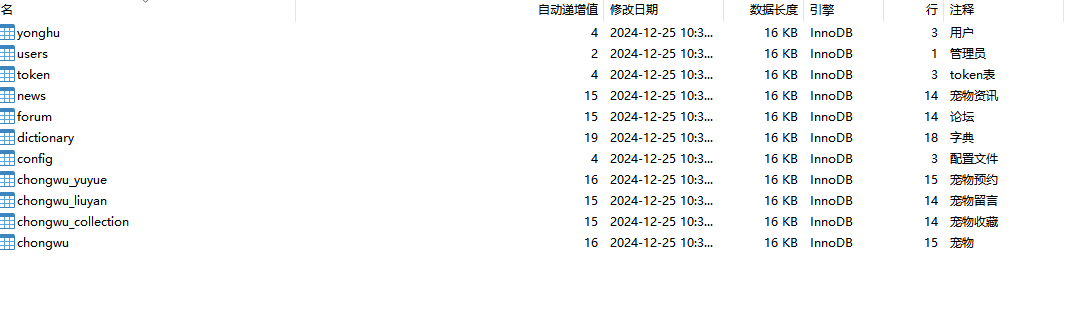 名 自动递增值 修改日期 数据长度 引擎 行 注释
yonghu 4 2024-12-25 10:3... 16 KB InnoDB 3 用户
users 2 2024-12-25 10:3... 16 KB InnoDB 1 管理员
token 4 2024-12-25 10:3... 16 KB InnoDB 3 token表
news 15 2024-12-25 10:3... 16 KB InnoDB 14 宠物资讯
forum 15 2024-12-25 10:3... 16 KB InnoDB 14 论坛
dictionary 19 2024-12-25 10:3... 16 KB InnoDB 18 字典
config 4 2024-12-25 10:3... 16 KB InnoDB 3 配置文件
chongwu_yuyue 16 2024-12-25 10:3... 16 KB InnoDB 15 宠物预约
chongwu_liuyan 15 2024-12-25 10:3... 16 KB InnoDB 14 宠物留言
chongwu_collection 15 2024-12-25 10:3... 16 KB InnoDB 14 宠物收藏
chongwu 16 2024-12-25 10:3... 16 KB InnoDB 15 宠物